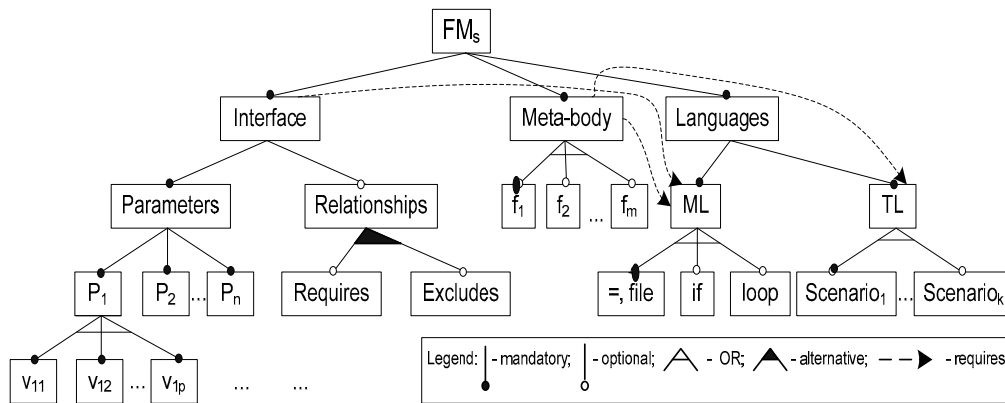 FMs
Interface Meta-body Languages
Parameters Relationships f1 f2 ... fm ML TL
P1 P2 ... Pn Requires Excludes =, file if loop Scenario1 ... Scenariok
v11 v12 ... v1p ... ...
Legend: - mandatory; - optional; - OR; - alternative; - requires